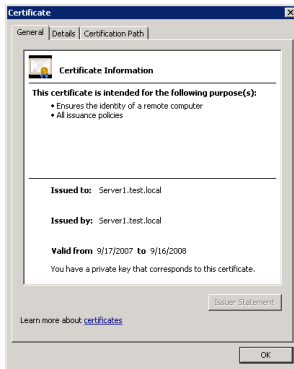 Certificate
General
Details
Certification Path
Certificate Information
This certificate is intended for the following purpose(s):
• Ensures the identity of a remote computer
• All issuance policies
Issued to: Server1.test.local
Issued by: Server1.test.local
Valid from 9/17/2007 to 9/16/2008
You have a private key that corresponds to this certificate.
Issuer Statement
Learn more about certificates
OK